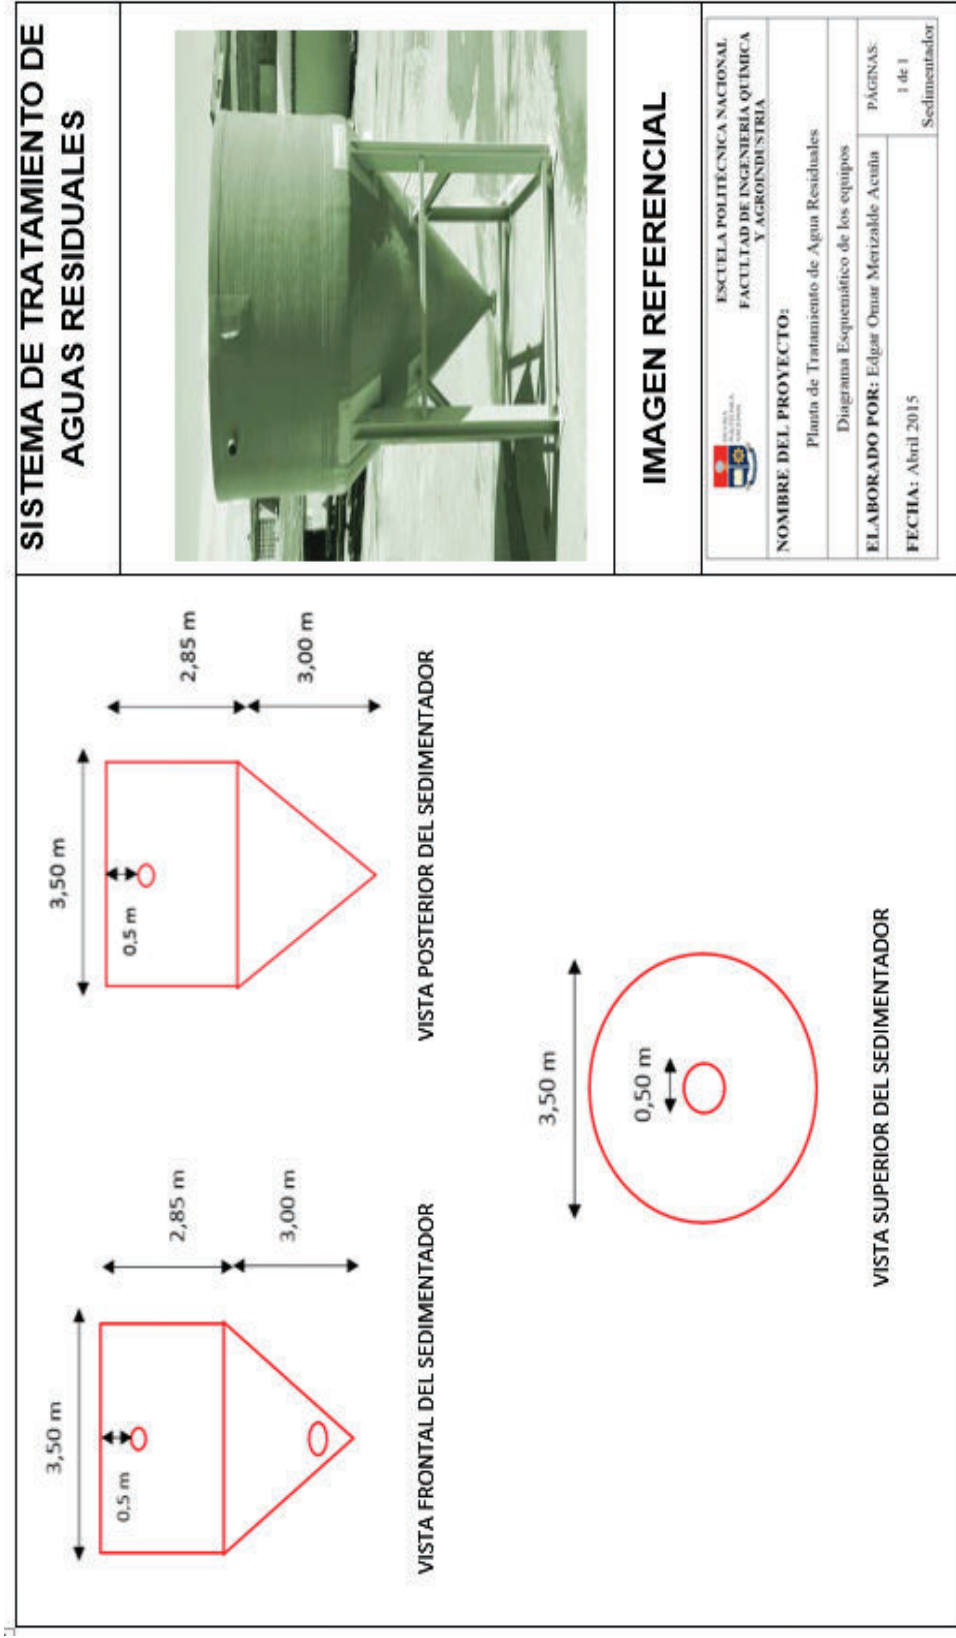 SISTEMA DE TRATAMIENTO DE
AGUAS RESIDUALES
IMAGEN REFERENCIAL
ESCUELA POLITÉCNICA NACIONAL
FACULTAD DE INGENIERÍA QUÍMICA
Y AGROINDUSTRIA
NOMBRE DEL PROYECTO:
Planta de Tratamiento de Agua Residuales
Diagrama Esquemático de los equipos
ELABORADO POR: Edgar Omar Merizalde Acuña
PÁGINAS:
1 de 1
FECHA: Abril 2015
Sedimentador
3,50 m
0,5 m
2,85 m
3,00 m
VISTA FRONTAL DEL SEDIMENTADOR
3,50 m
0,5 m
2,85 m
3,00 m
VISTA POSTERIOR DEL SEDIMENTADOR
3,50 m
0,50 m
VISTA SUPERIOR DEL SEDIMENTADOR